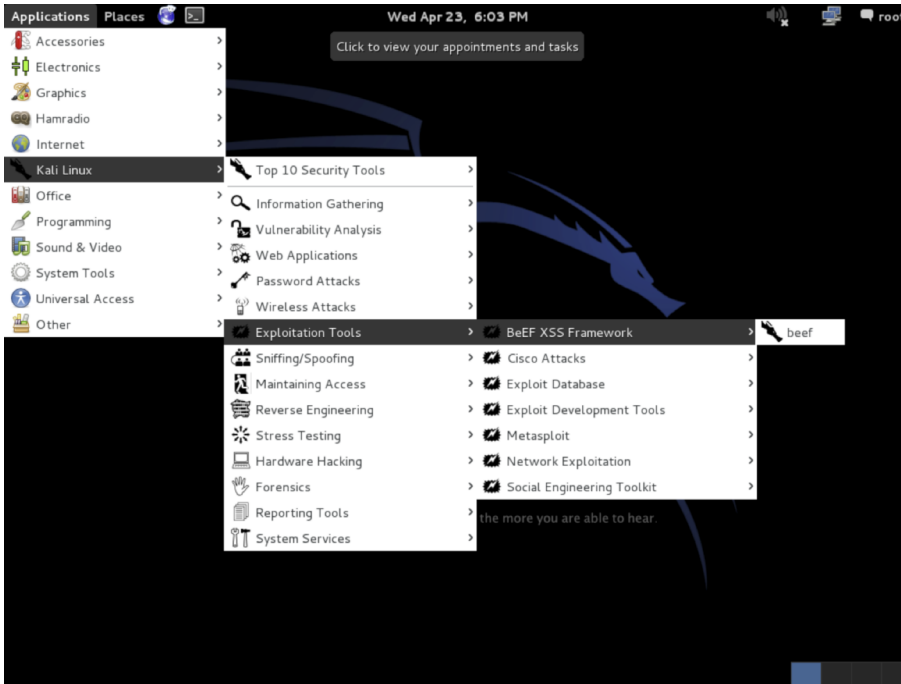 Applications Places Wed Apr 23, 6:03 PM roo
Click to view your appointments and tasks
Accessories
Electronics
Graphics
Hamradio
Internet
Kali Linux
Office
Programming
Sound & Video
System Tools
Universal Access
Other
Top 10 Security Tools
Information Gathering
Vulnerability Analysis
Web Applications
Password Attacks
Wireless Attacks
Exploitation Tools
Sniffing/Spoofing
Maintaining Access
Reverse Engineering
Stress Testing
Hardware Hacking
Forensics
Reporting Tools
System Services
BeEF XSS Framework
Cisco Attacks
Exploit Database
Exploit Development Tools
Metasploit
Network Exploitation
Social Engineering Toolkit
beef
the more you are able to hear.